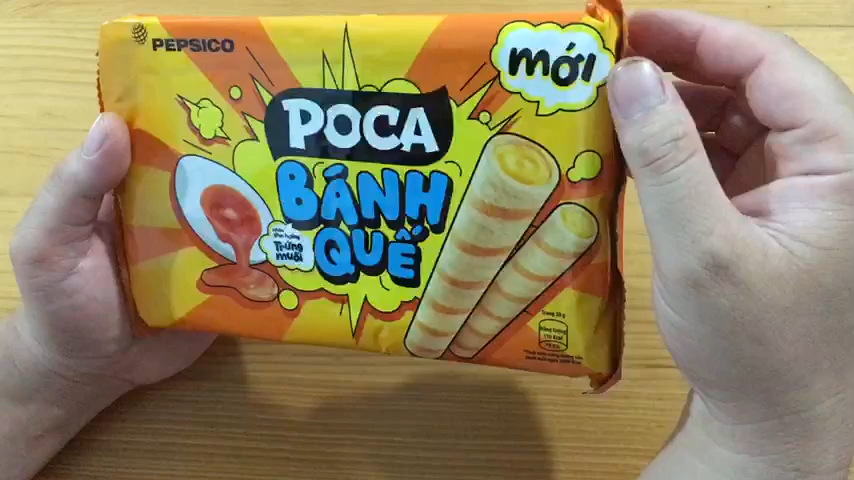 PEPSICO
mới
POCA
BÁNH
QUẾ
Trứng
muối